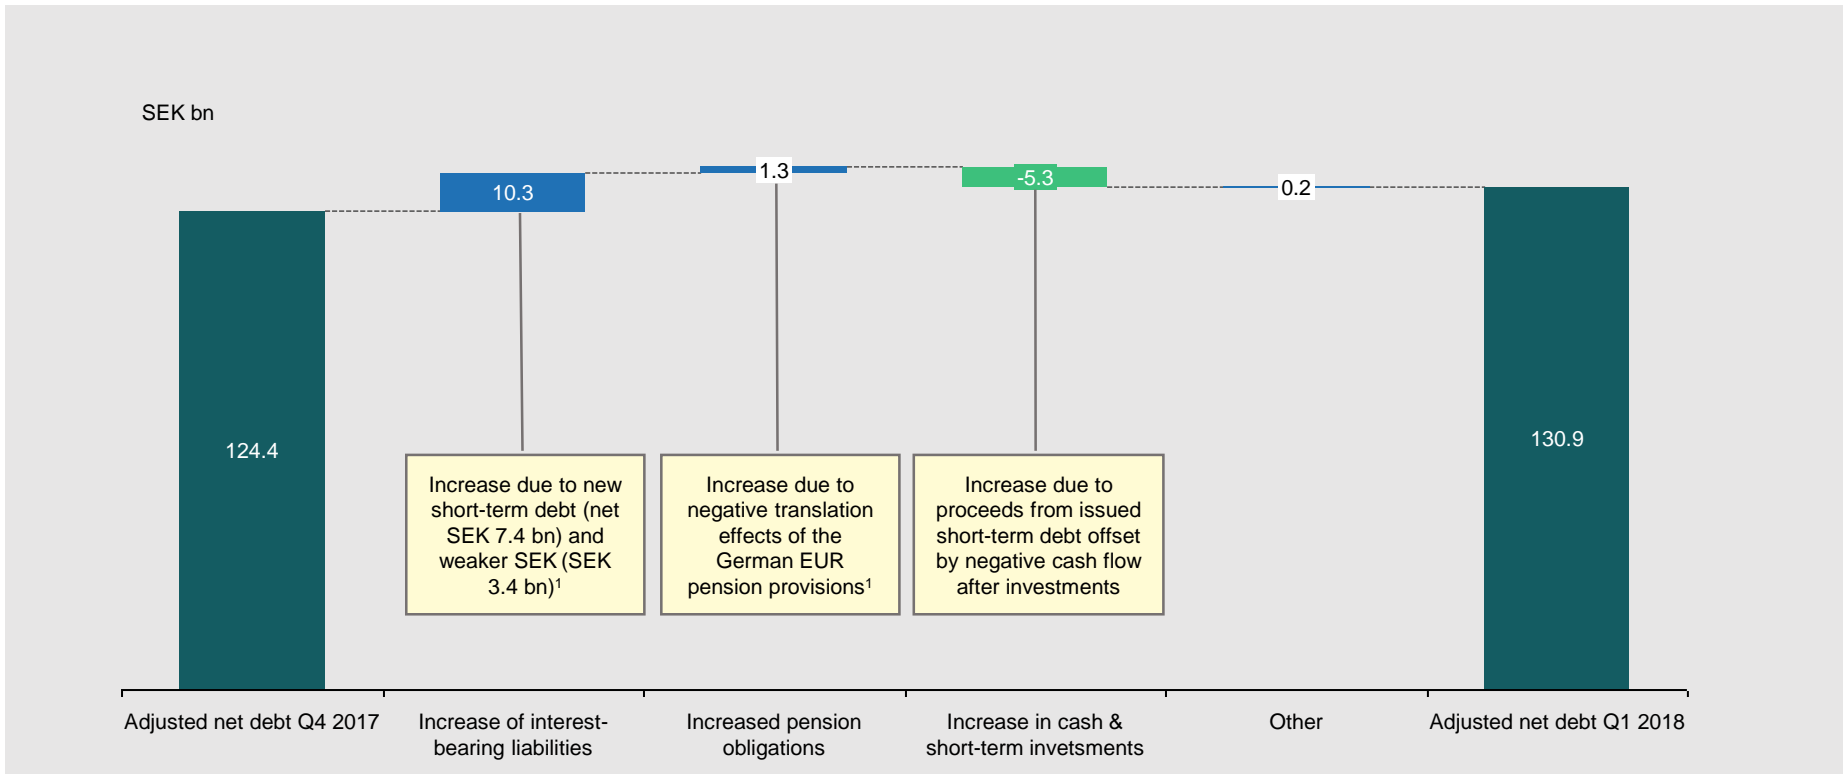 SEK bn
10.3
1.3
-5.3
0.2
124.4
130.9
Increase due to new
short-term debt (net
SEK 7.4 bn) and
weaker SEK (SEK
3.4 bn)¹
Increase due to
negative translation
effects of the
German EUR
pension provisions¹
Increase due to
proceeds from issued
short-term debt offset
by negative cash flow
after investments
Adjusted net debt Q4 2017
Increase of interest-
bearing liabilities
Increased pension
obligations
Increase in cash &
short-term invetsments
Other
Adjusted net debt Q1 2018